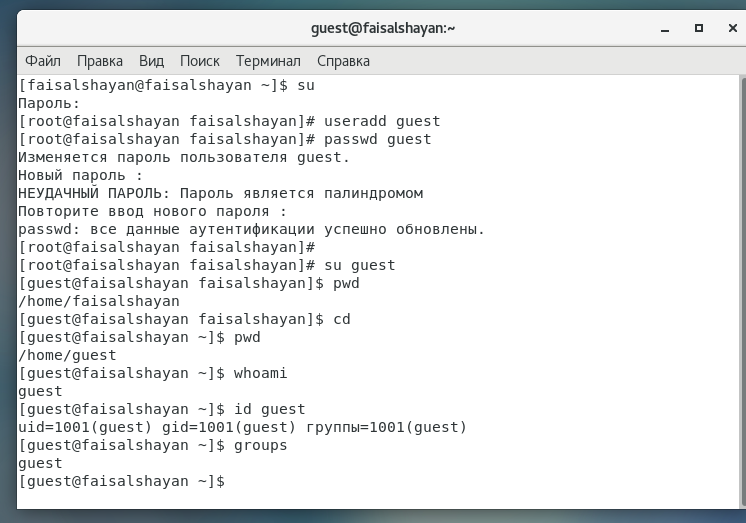 guest@faisalshayan:~
Файл Правка Вид Поиск Терминал Справка
[faisalshayan@faisalshayan ~]$ su
Пароль:
[root@faisalshayan faisalshayan]# useradd guest
[root@faisalshayan faisalshayan]# passwd guest
Изменяется пароль пользователя guest.
Новый пароль :
НЕУДАЧНЫЙ ПАРОЛЬ: Пароль является палиндромом
Повторите ввод нового пароля :
passwd: все данные аутентификации успешно обновлены.
[root@faisalshayan faisalshayan]#
[root@faisalshayan faisalshayan]# su guest
[guest@faisalshayan faisalshayan]$ pwd
/home/faisalshayan
[guest@faisalshayan faisalshayan]$ cd
[guest@faisalshayan ~]$ pwd
/home/guest
[guest@faisalshayan ~]$ whoami
guest
[guest@faisalshayan ~]$ id guest
uid=1001(guest) gid=1001(guest) группы=1001(guest)
[guest@faisalshayan ~]$ groups
guest
[guest@faisalshayan ~]$